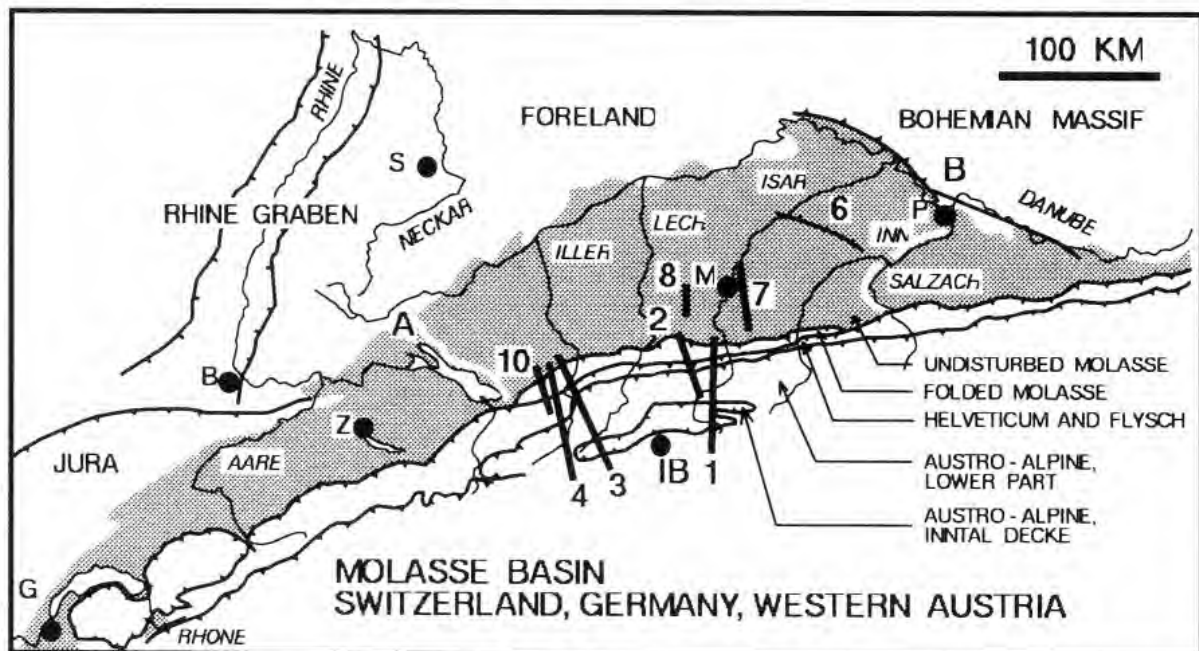 100 KM
RHINE
FORELAND
BOHEMIAN MASSIF
S
ISAR
B
RHINE GRABEN
NECKAR
LECH
6
P
DANUBE
ILLER
INN
8
M
7
SALZACH
A
2
10
UNDISTURBED MOLASSE
B
FOLDED MOLASSE
Z
HELVETICUM AND FLYSCH
JURA
AARE
IB
1
AUSTRO-ALPINE,
LOWER PART
4
3
AUSTRO-ALPINE,
INNTAL DECKE
G
MOLASSE BASIN
SWITZERLAND, GERMANY, WESTERN AUSTRIA
RHONE